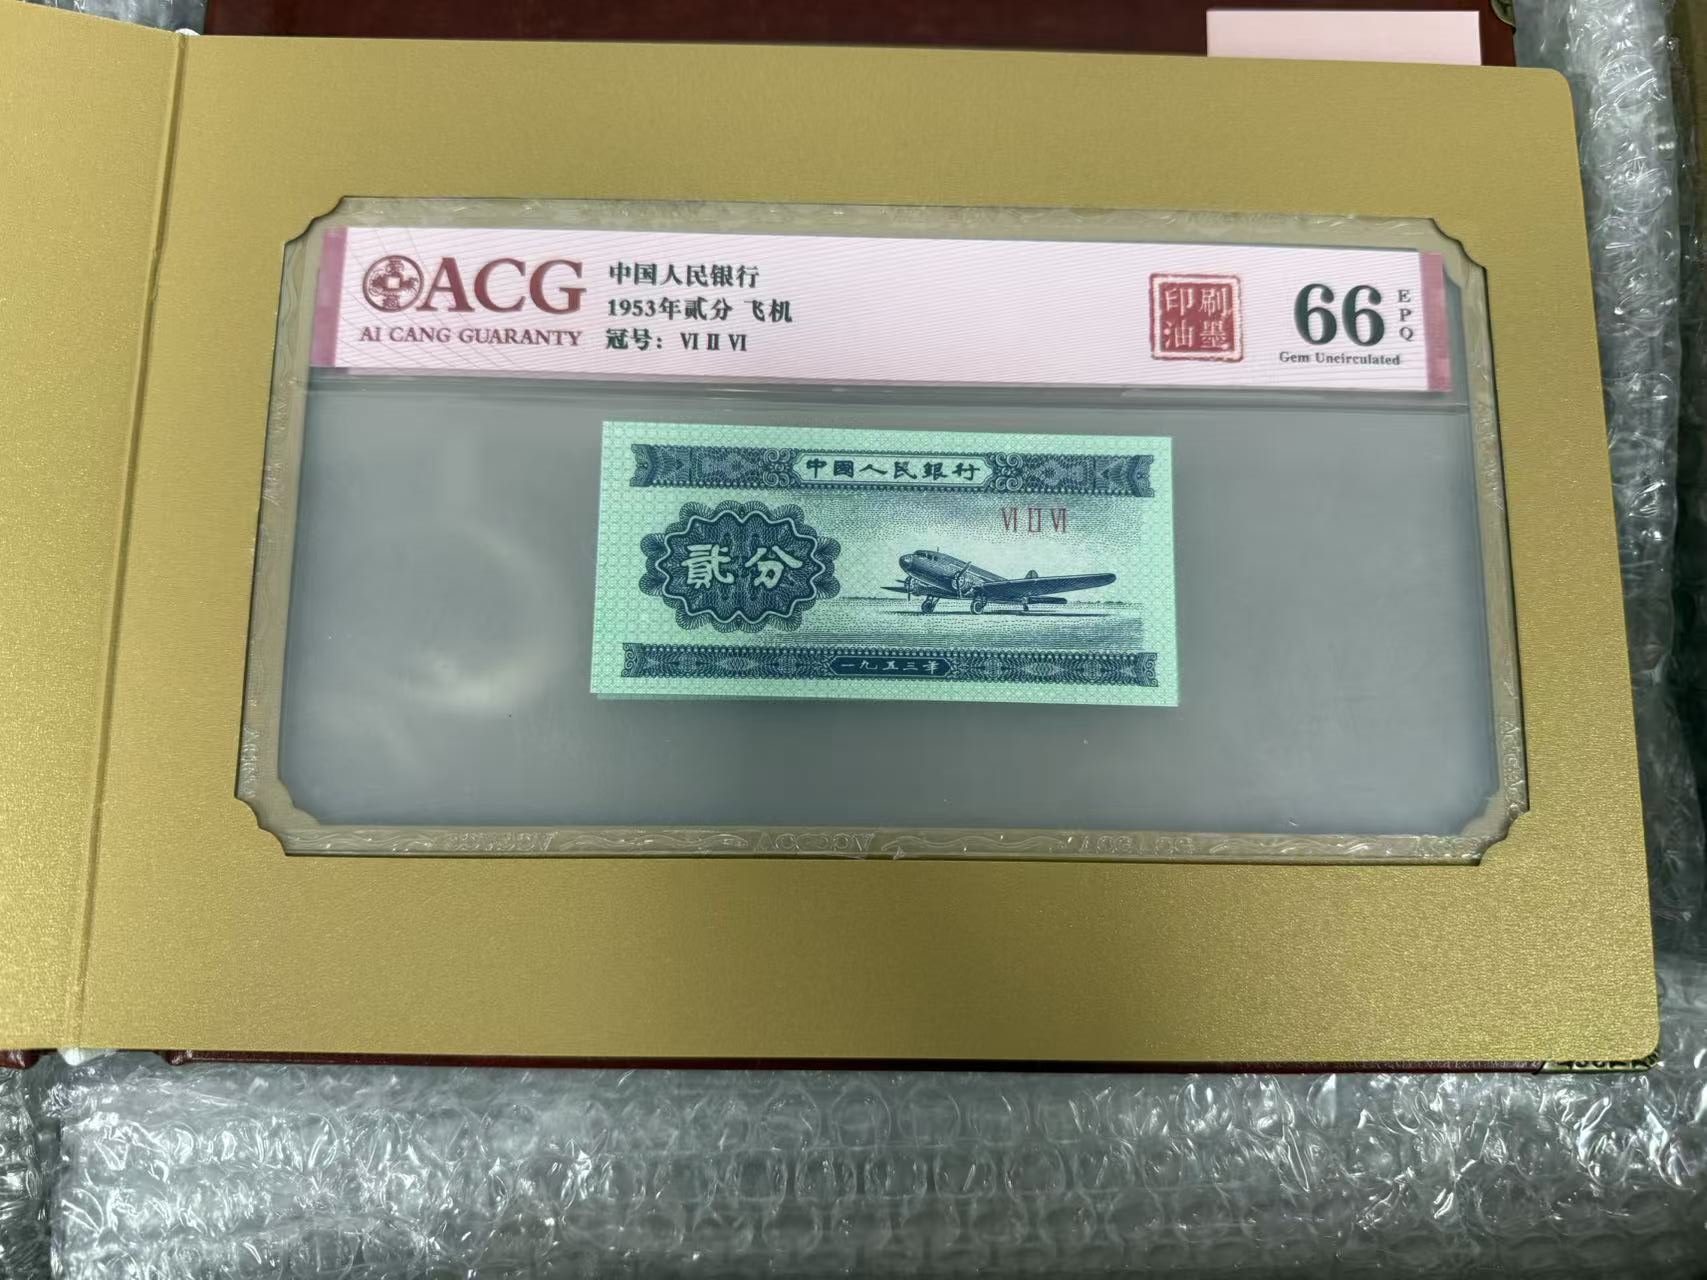 ACG
AI CANG GUARANTY
中国人民银行
1953年贰分 飞机
冠号：Ⅵ Ⅱ Ⅵ
印刷
油墨
66
EPQ
Gem Uncirculated
中國人民銀行
Ⅵ Ⅱ Ⅵ
貳分
一九五三年